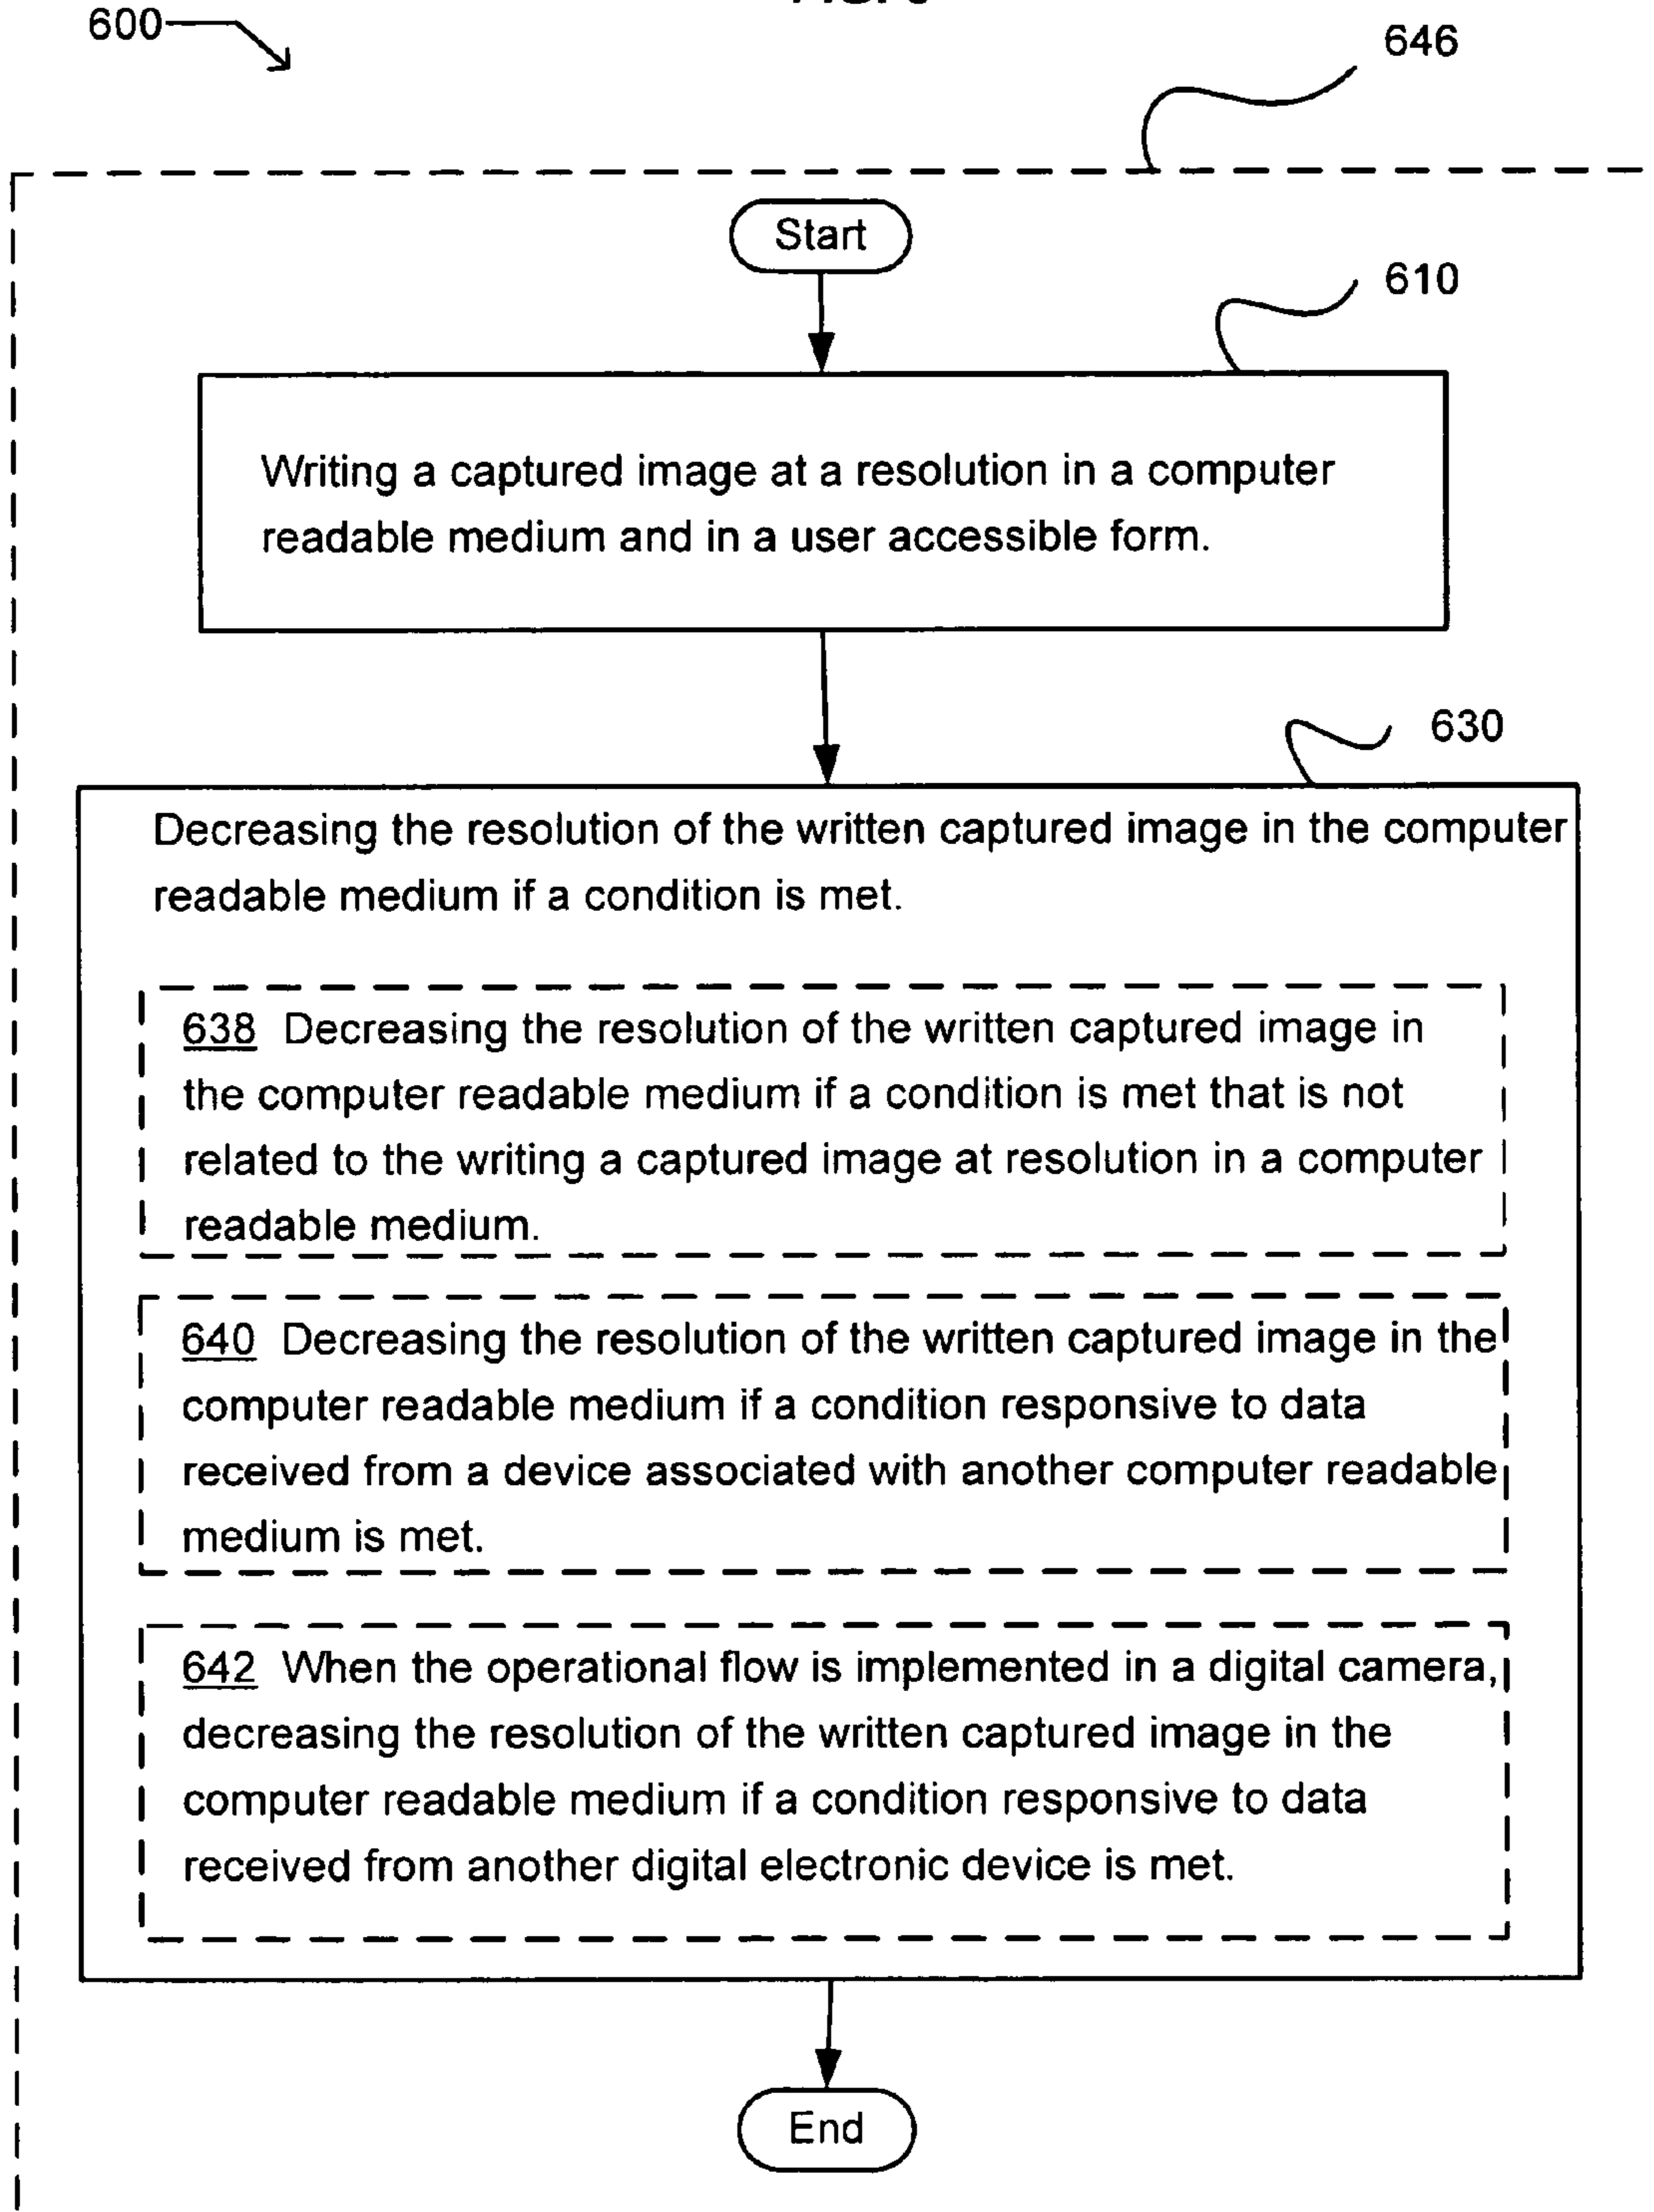 600
646
Start
610
Writing a captured image at a resolution in a computer
readable medium and in a user accessible form.
630
Decreasing the resolution of the written captured image in the computer
readable medium if a condition is met.
638 Decreasing the resolution of the written captured image in
the computer readable medium if a condition is met that is not
related to the writing a captured image at resolution in a computer
readable medium.
640 Decreasing the resolution of the written captured image in the
computer readable medium if a condition responsive to data
received from a device associated with another computer readable
medium is met.
642 When the operational flow is implemented in a digital camera,
decreasing the resolution of the written captured image in the
computer readable medium if a condition responsive to data
received from another digital electronic device is met.
End